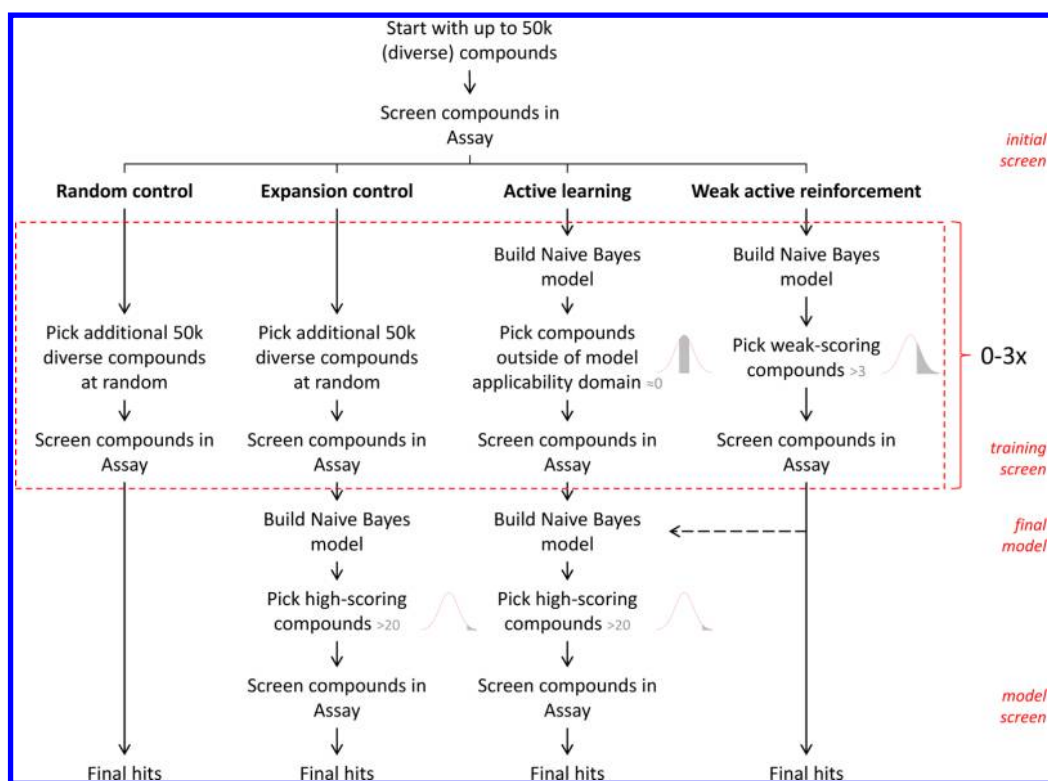 Start with up to 50k
(diverse) compounds
Screen compounds in
Assay
initial
screen
Random control
Expansion control
Active learning
Weak active reinforcement
Build Naive Bayes
model
Build Naive Bayes
model
Pick additional 50k
diverse compounds
at random
Pick additional 50k
diverse compounds
at random
Pick compounds
outside of model
applicability domain ≈0
Pick weak-scoring
compounds >3
0-3x
Screen compounds in
Assay
Screen compounds in
Assay
Screen compounds in
Assay
Screen compounds in
Assay
training
screen
Build Naive Bayes
model
Build Naive Bayes
model
final
model
Pick high-scoring
compounds >20
Pick high-scoring
compounds >20
Screen compounds in
Assay
Screen compounds in
Assay
model
screen
Final hits
Final hits
Final hits
Final hits